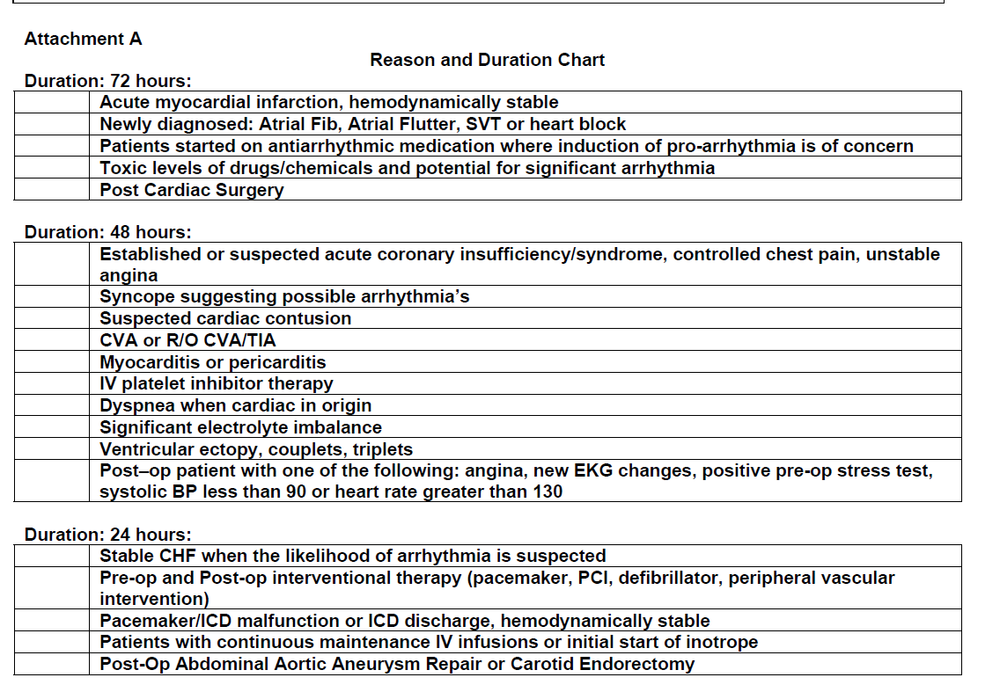 Attachment A
Reason and Duration Chart
Duration: 72 hours:
Acute myocardial infarction, hemodynamically stable
Newly diagnosed: Atrial Fib, Atrial Flutter, SVT or heart block
Patients started on antiarrhythmic medication where induction of pro-arrhythmia is of concern
Toxic levels of drugs/chemicals and potential for significant arrhythmia
Post Cardiac Surgery
Duration: 48 hours:
Established or suspected acute coronary insufficiency/syndrome, controlled chest pain, unstable
angina
Syncope suggesting possible arrhythmia’s
Suspected cardiac contusion
CVA or R/O CVA/TIA
Myocarditis or pericarditis
IV platelet inhibitor therapy
Dyspnea when cardiac in origin
Significant electrolyte imbalance
Ventricular ectopy, couplets, triplets
Post–op patient with one of the following: angina, new EKG changes, positive pre-op stress test,
systolic BP less than 90 or heart rate greater than 130
Duration: 24 hours:
Stable CHF when the likelihood of arrhythmia is suspected
Pre-op and Post-op interventional therapy (pacemaker, PCI, defibrillator, peripheral vascular
intervention)
Pacemaker/ICD malfunction or ICD discharge, hemodynamically stable
Patients with continuous maintenance IV infusions or initial start of inotrope
Post-Op Abdominal Aortic Aneurysm Repair or Carotid Endorectomy